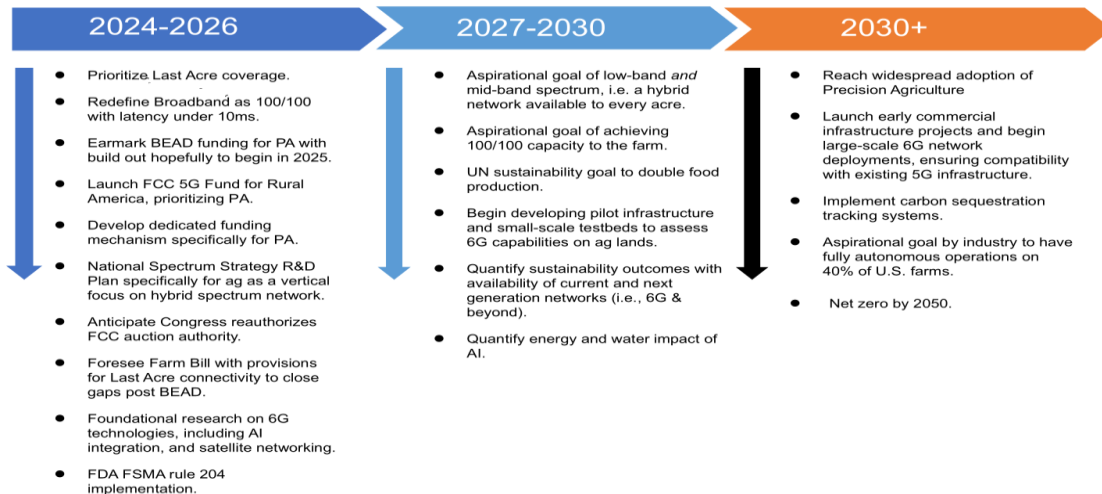 2024-2026
Prioritize Last Acre coverage.
Redefine Broadband as 100/100
with latency under 10ms.
Earmark BEAD funding for PA with
build out hopefully to begin in 2025.
Launch FCC 5G Fund for Rural
America, prioritizing PA.
Develop dedicated funding
mechanism specifically for PA.
National Spectrum Strategy R&D
Plan specifically for ag as a vertical
focus on hybrid spectrum network.
Anticipate Congress reauthorizes
FCC auction authority.
Foresee Farm Bill with provisions
for Last Acre connectivity to close
gaps post BEAD.
Foundational research on 6G
technologies, including AI
integration, and satellite networking.
FDA FSMA rule 204
implementation.
2027-2030
Aspirational goal of low-band and
mid-band spectrum, i.e. a hybrid
network available to every acre.
Aspirational goal of achieving
100/100 capacity to the farm.
UN sustainability goal to double food
production.
Begin developing pilot infrastructure
and small-scale testbeds to assess
6G capabilities on ag lands.
Quantify sustainability outcomes with
availability of current and next
generation networks (i.e., 6G &
beyond).
Quantify energy and water impact of
AI.
2030+
Reach widespread adoption of
Precision Agriculture
Launch early commercial
infrastructure projects and begin
large-scale 6G network
deployments, ensuring compatibility
with existing 5G infrastructure.
Implement carbon sequestration
tracking systems.
Aspirational goal by industry to have
fully autonomous operations on
40% of U.S. farms.
Net zero by 2050.